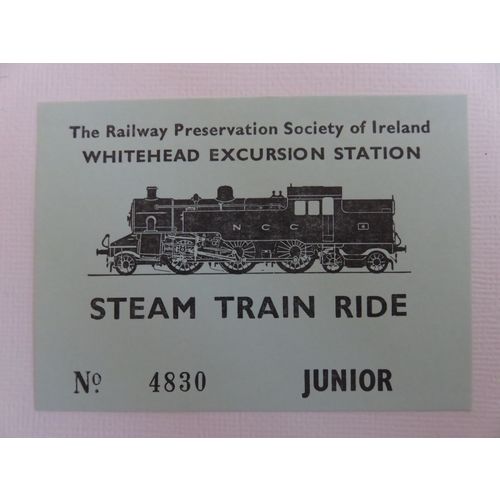 The Railway Preservation Society of Ireland
WHITEHEAD EXCURSION STATION
N C C
STEAM TRAIN RIDE
Nº 4830 JUNIOR